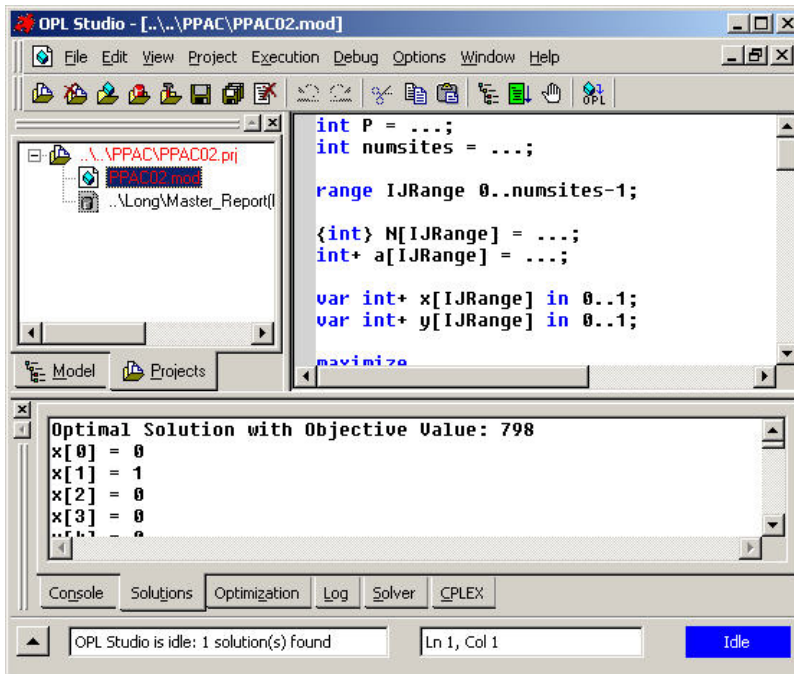 OPL Studio - [..\..\PPAC\PPAC02.mod]
File Edit View Project Execution Debug Options Window Help
OPL
..\..\PPAC\PPAC02.prj
PPAC02.mod
..\Long\Master_Report(
Model Projects
int P = ...;
int numsites = ...;
range IJRange 0..numsites-1;
{int} N[IJRange] = ...;
int+ a[IJRange] = ...;
var int+ x[IJRange] in 0..1;
var int+ y[IJRange] in 0..1;
maximize
Optimal Solution with Objective Value: 798
x[0] = 0
x[1] = 1
x[2] = 0
x[3] = 0
x[4] = 0
Console Solutions Optimization Log Solver CPLEX
OPL Studio is idle: 1 solution(s) found Ln 1, Col 1 Idle